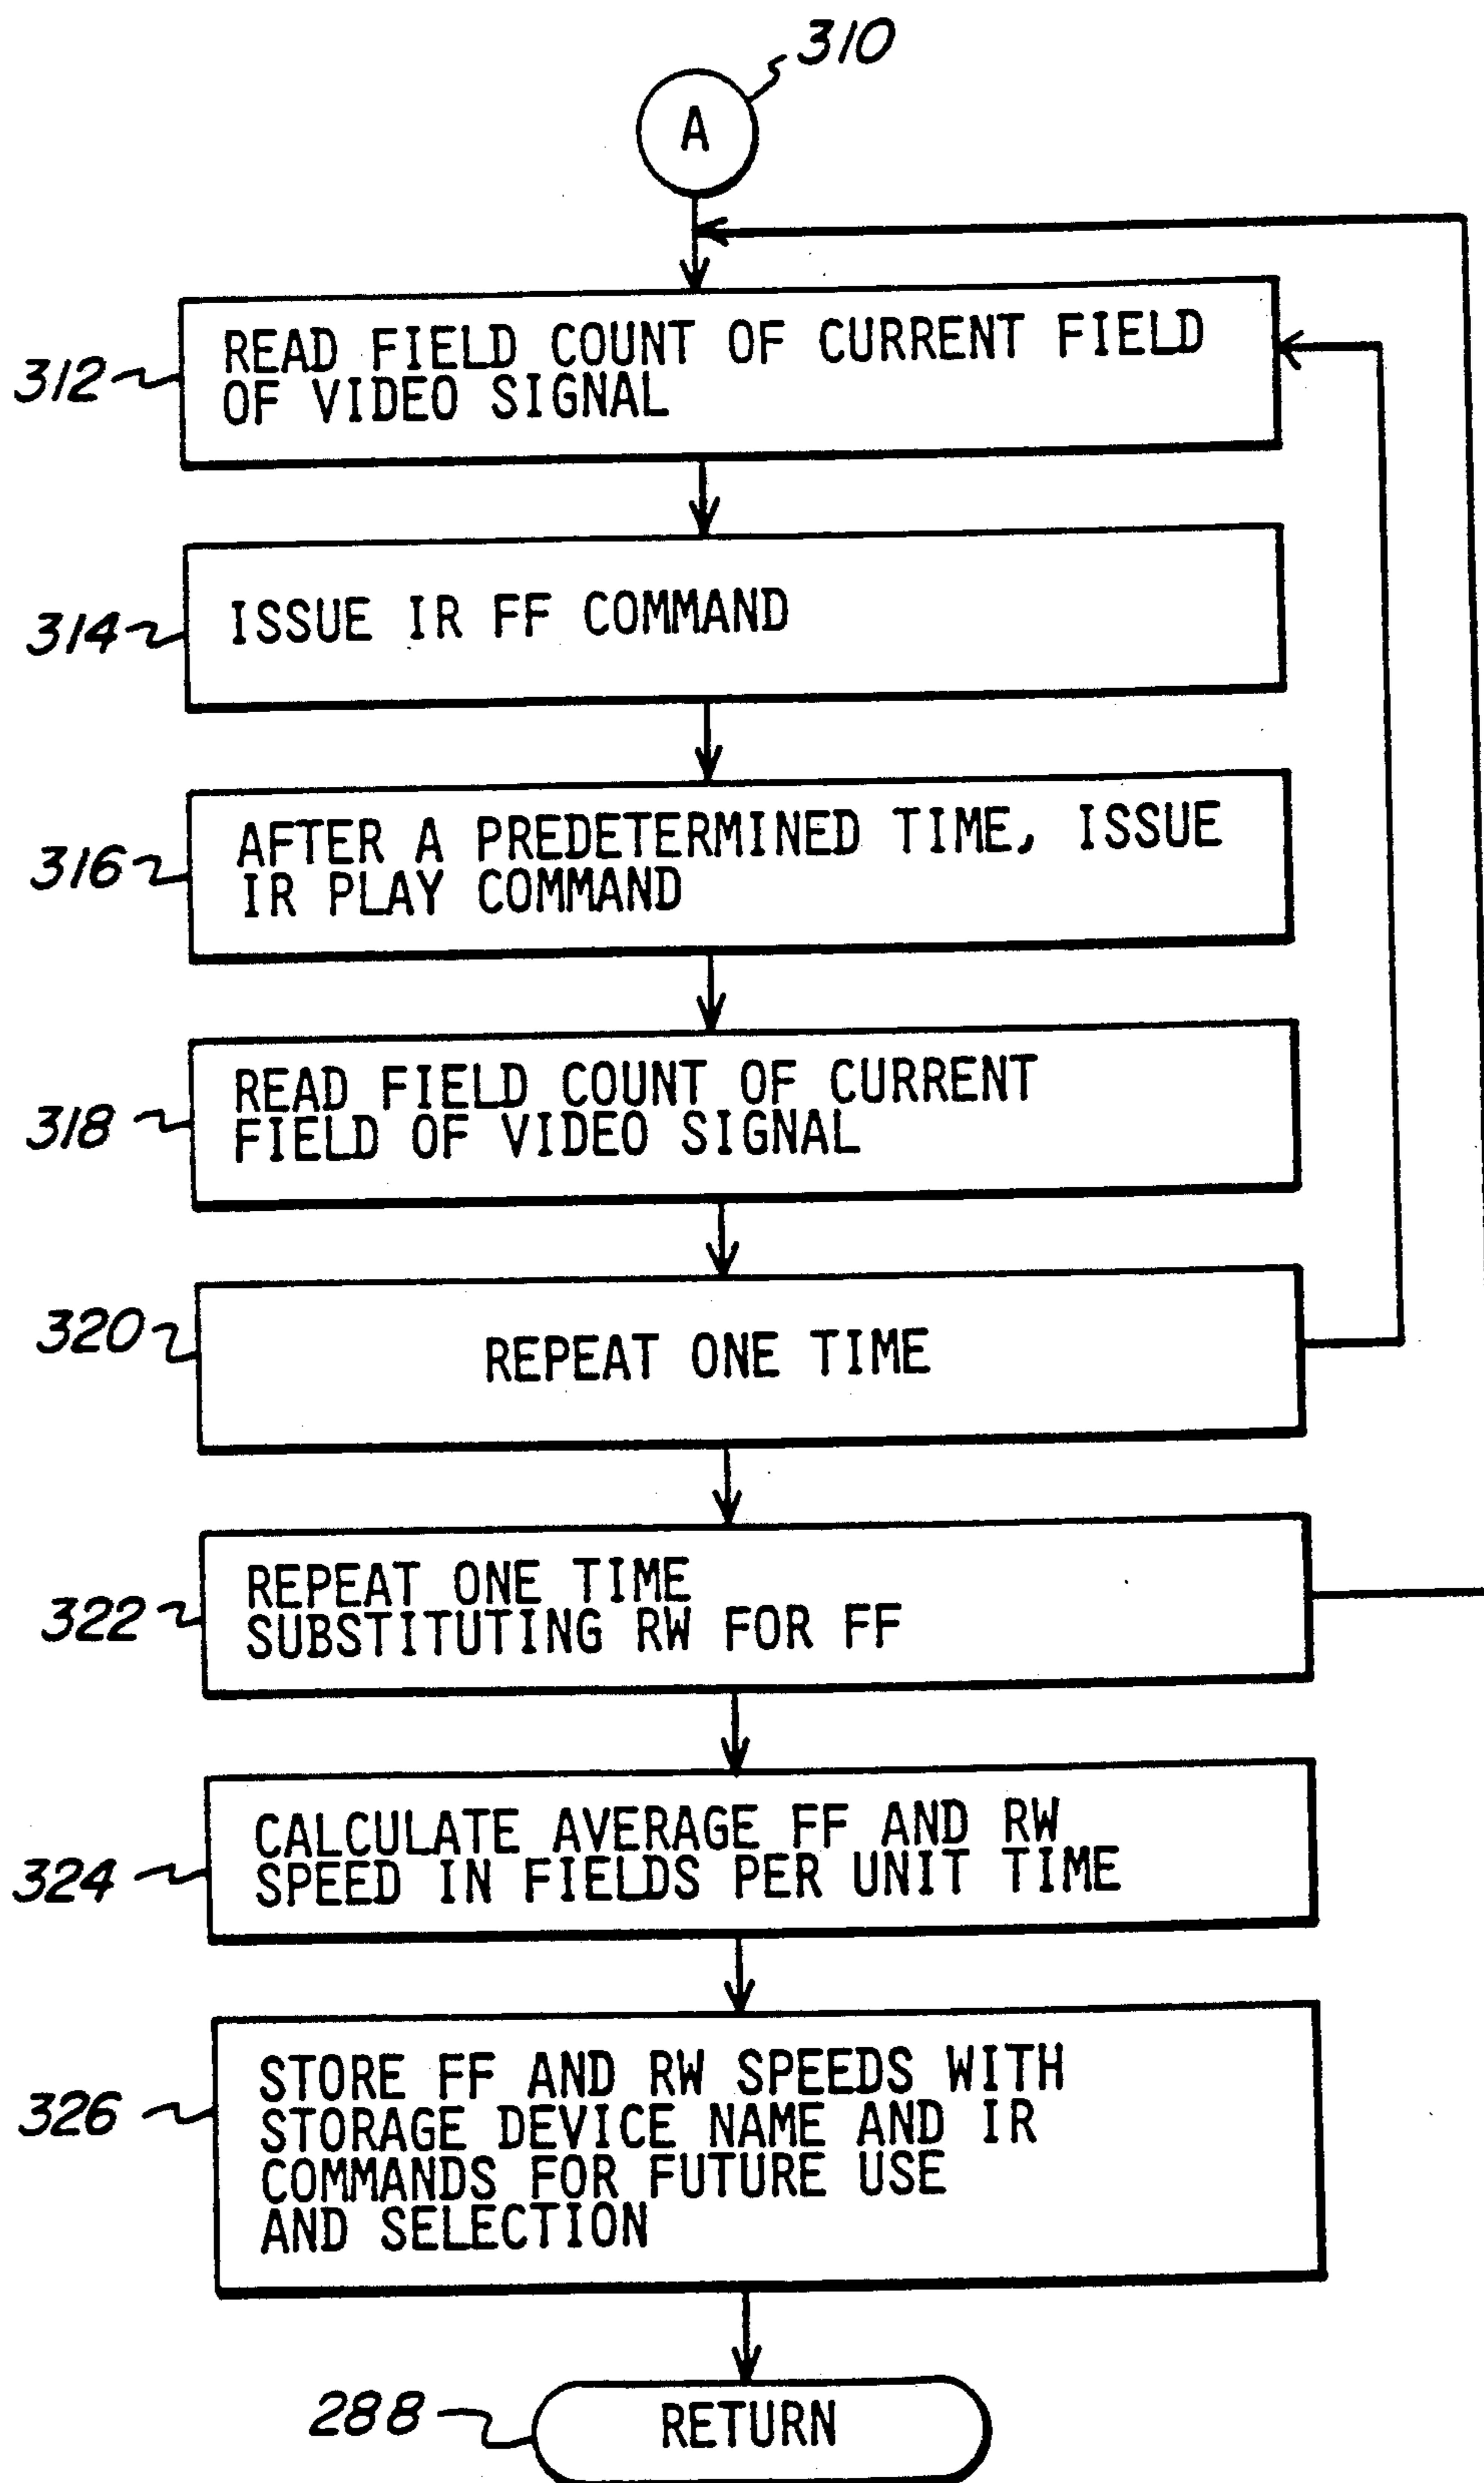 310
A
312
READ FIELD COUNT OF CURRENT FIELD
OF VIDEO SIGNAL
314
ISSUE IR FF COMMAND
316
AFTER A PREDETERMINED TIME, ISSUE
IR PLAY COMMAND
318
READ FIELD COUNT OF CURRENT
FIELD OF VIDEO SIGNAL
320
REPEAT ONE TIME
322
REPEAT ONE TIME
SUBSTITUTING RW FOR FF
324
CALCULATE AVERAGE FF AND RW
SPEED IN FIELDS PER UNIT TIME
326
STORE FF AND RW SPEEDS WITH
STORAGE DEVICE NAME AND IR
COMMANDS FOR FUTURE USE
AND SELECTION
288
RETURN